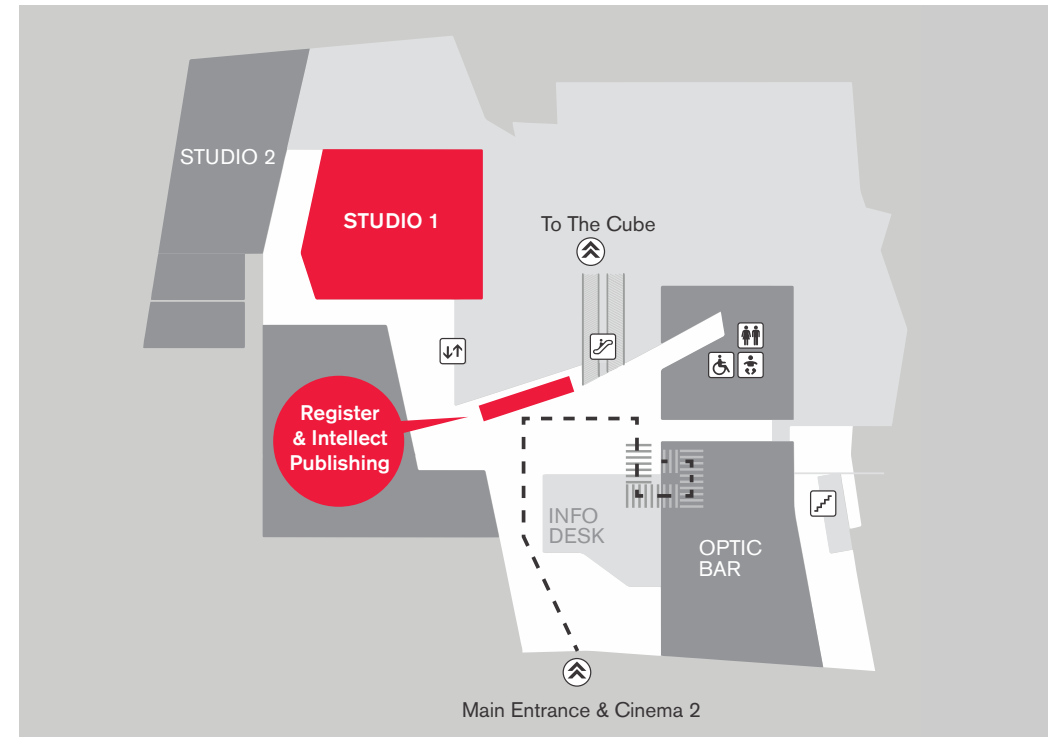 STUDIO 2
STUDIO 1
To The Cube
Register
& Intellect
Publishing
INFO
DESK
OPTIC
BAR
Main Entrance & Cinema 2